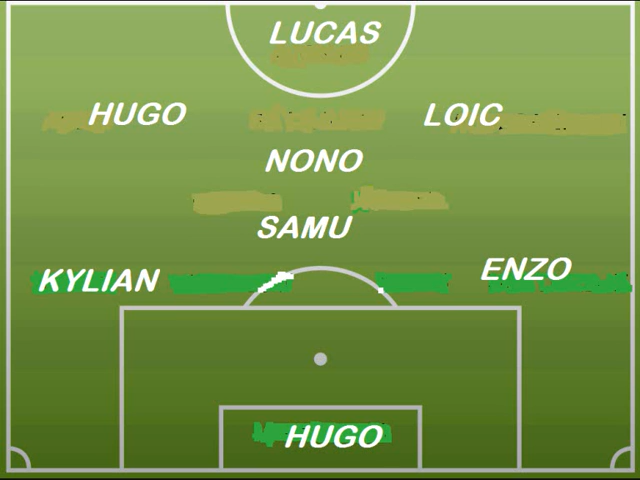 LUCAS
HUGO LOIC
NONO
SAMU
KYLIAN ENZO
HUGO